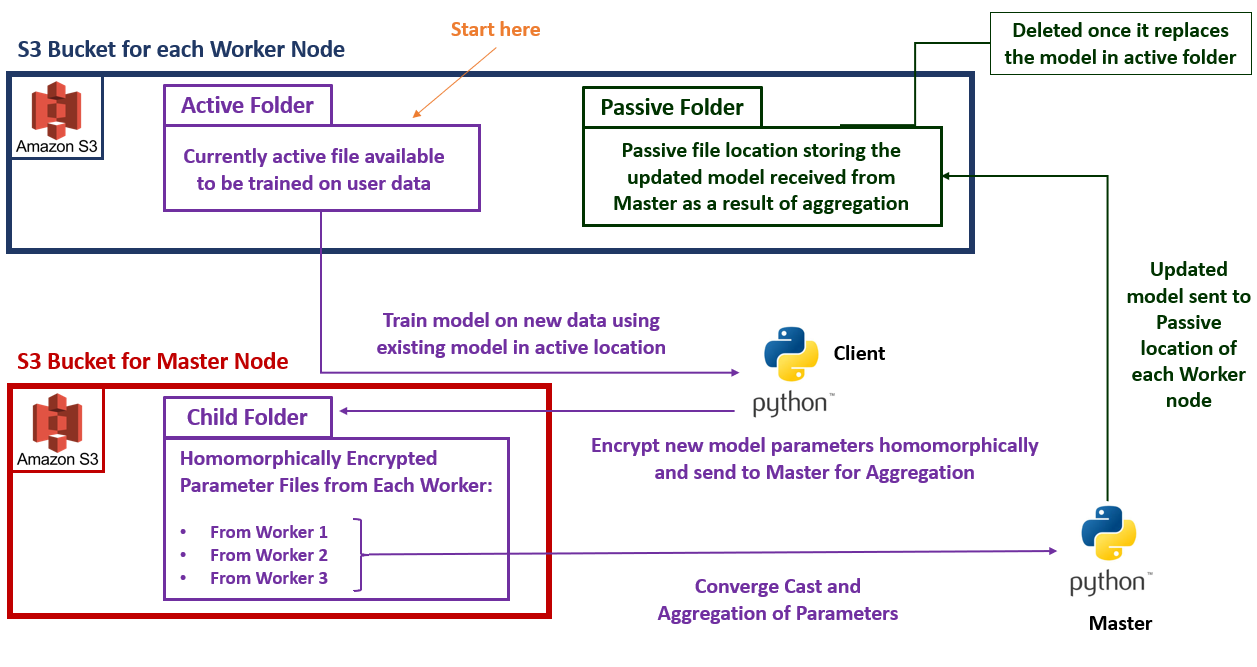 Start here
Deleted once it replaces
the model in active folder
S3 Bucket for each Worker Node
Amazon S3
Active Folder
Currently active file available
to be trained on user data
Passive Folder
Passive file location storing the
updated model received from
Master as a result of aggregation
Updated
model sent to
Passive
location of
each Worker
node
Train model on new data using
existing model in active location
Client
python™
S3 Bucket for Master Node
Amazon S3
Child Folder
Homomorphically Encrypted
Parameter Files from Each Worker:
• From Worker 1
• From Worker 2
• From Worker 3
Encrypt new model parameters homomorphically
and send to Master for Aggregation
Converge Cast and
Aggregation of Parameters
python™
Master